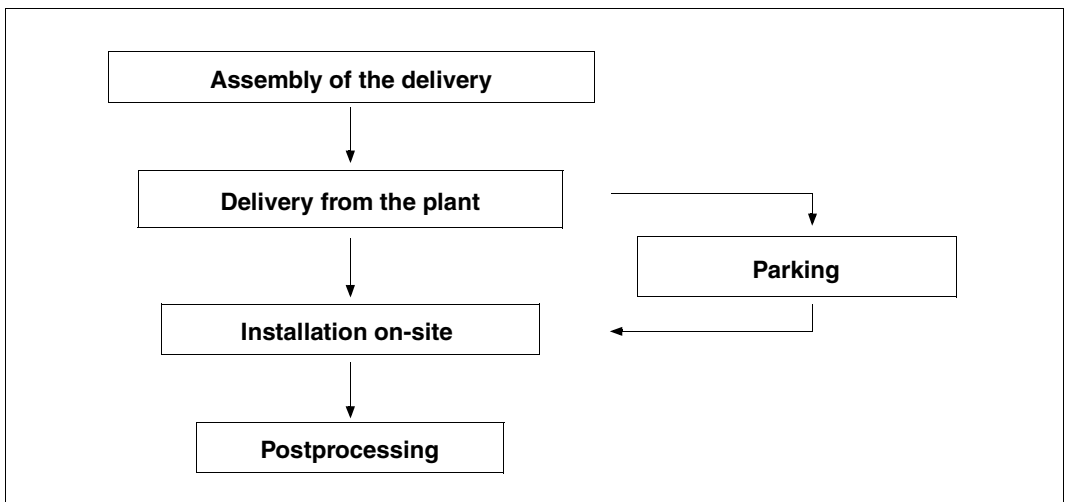 Assembly of the delivery
Delivery from the plant
Parking
Installation on-site
Postprocessing